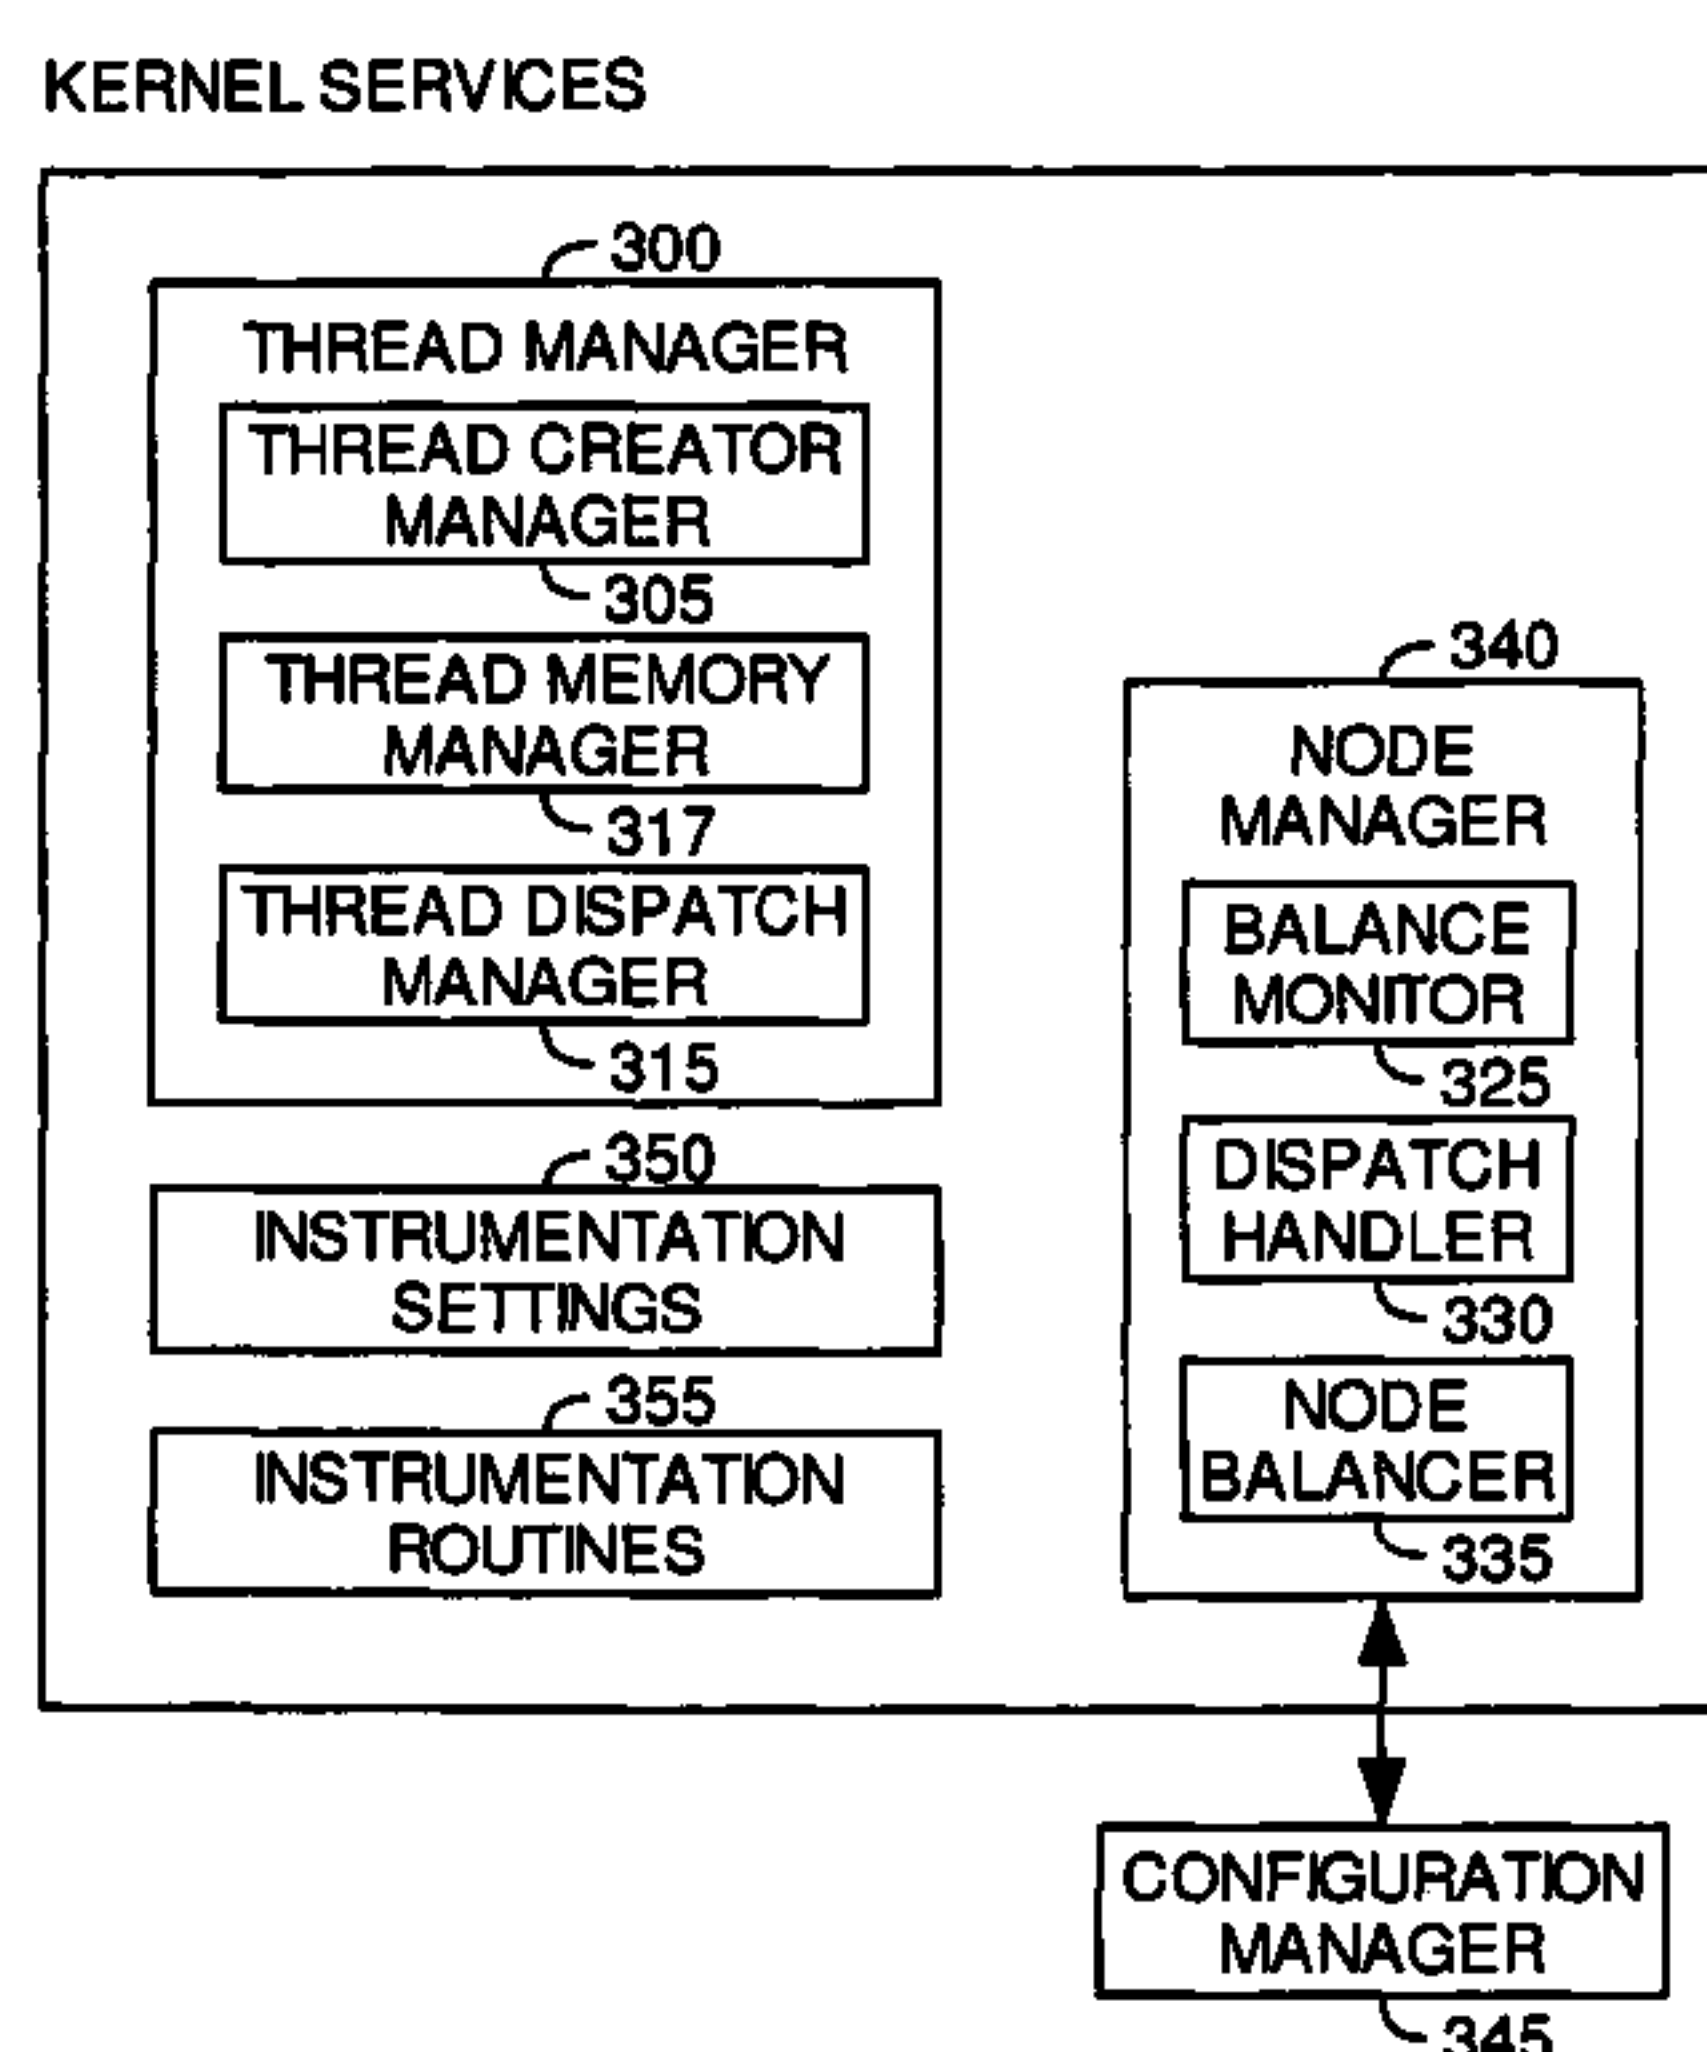 KERNEL SERVICES
300
THREAD MANAGER
THREAD CREATOR
MANAGER
305
THREAD MEMORY
MANAGER
317
THREAD DISPATCH
MANAGER
315
350
INSTRUMENTATION
SETTINGS
355
INSTRUMENTATION
ROUTINES
340
NODE
MANAGER
BALANCE
MONITOR
325
DISPATCH
HANDLER
330
NODE
BALANCER
335
CONFIGURATION
MANAGER
345